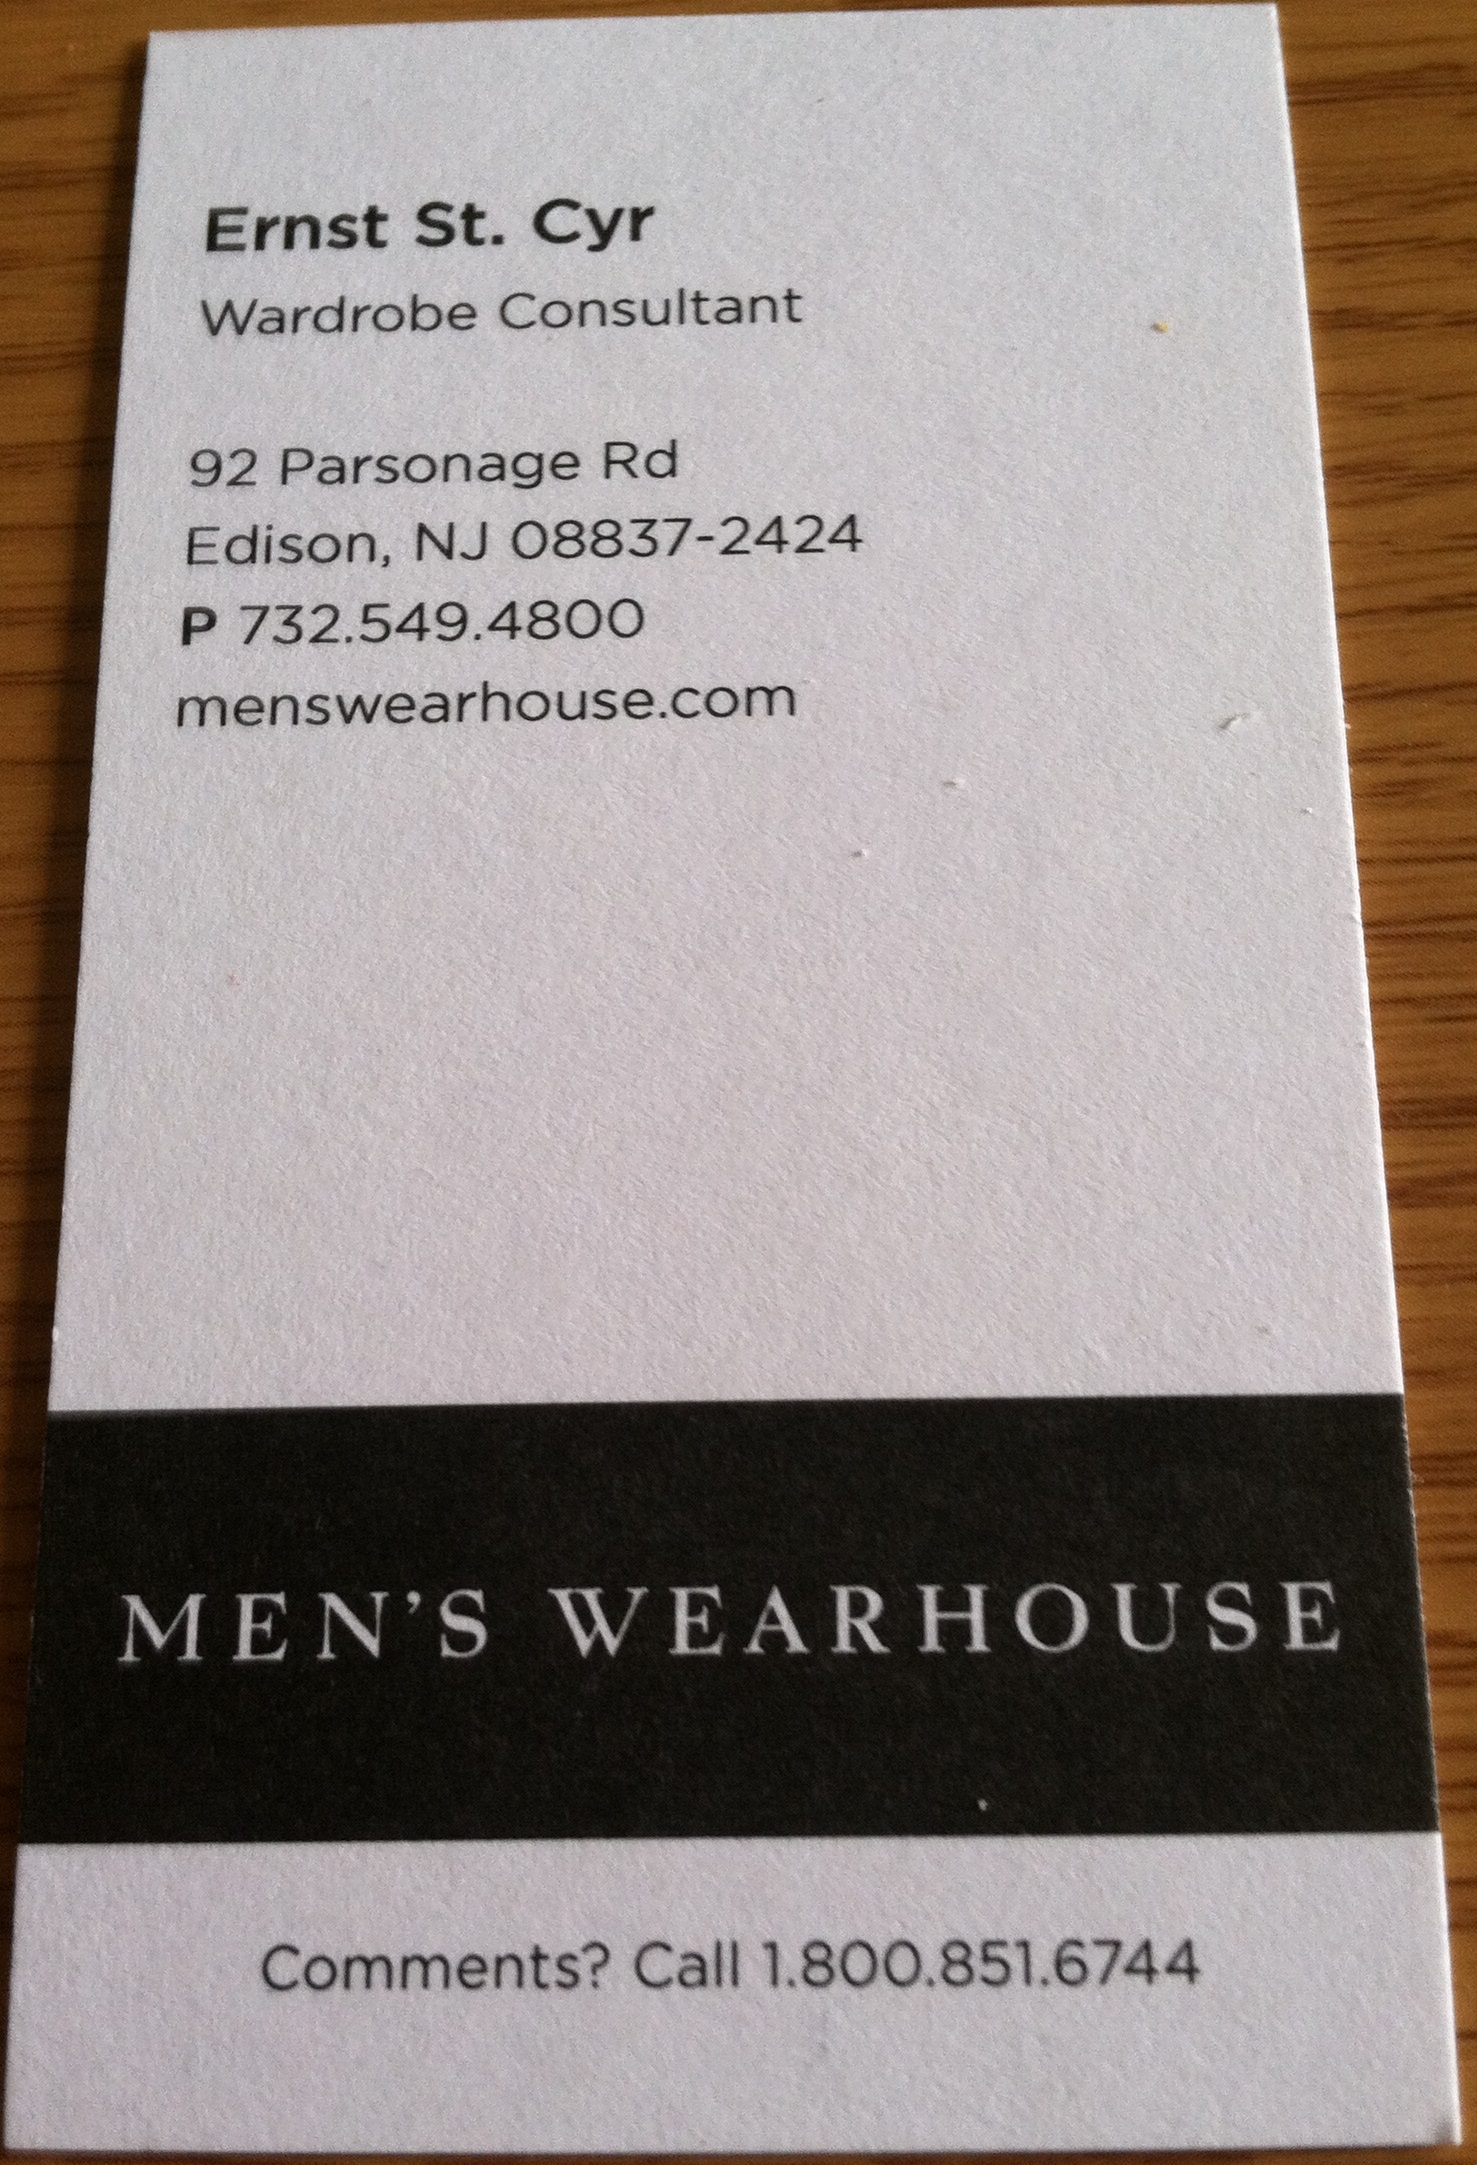 Ernst St. Cyr
Wardrobe Consultant
92 Parsonage Rd
Edison, NJ 08837-2424
P 732.549.4800
menswearhouse.com
MEN'S WEARHOUSE
Comments? Call 1.800.851.6744